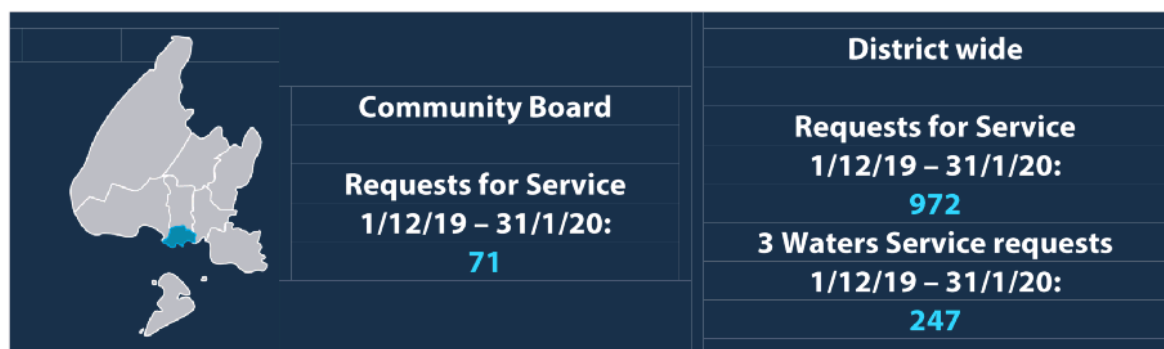 Community Board
Requests for Service
1/12/19 – 31/1/20:
71
District wide
Requests for Service
1/12/19 – 31/1/20:
972
3 Waters Service requests
1/12/19 – 31/1/20:
247